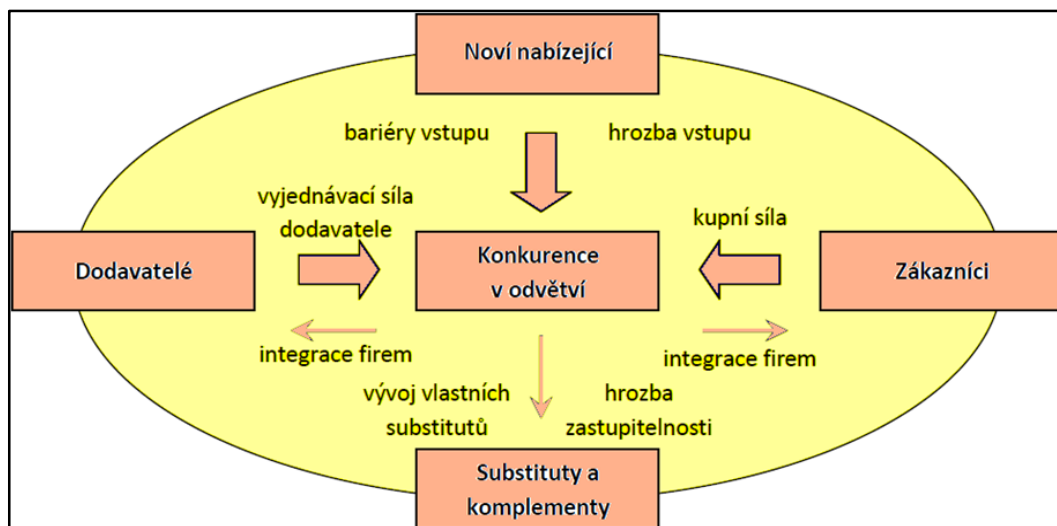 Noví nabízející
bariéry vstupu
hrozba vstupu
vyjednávací síla
dodavatele
kupní síla
Dodavatelé
Konkurence
v odvětví
Zákazníci
integrace firem
integrace firem
vývoj vlastních
substitutů
hrozba
zastupitelnosti
Substituty a
komplementy